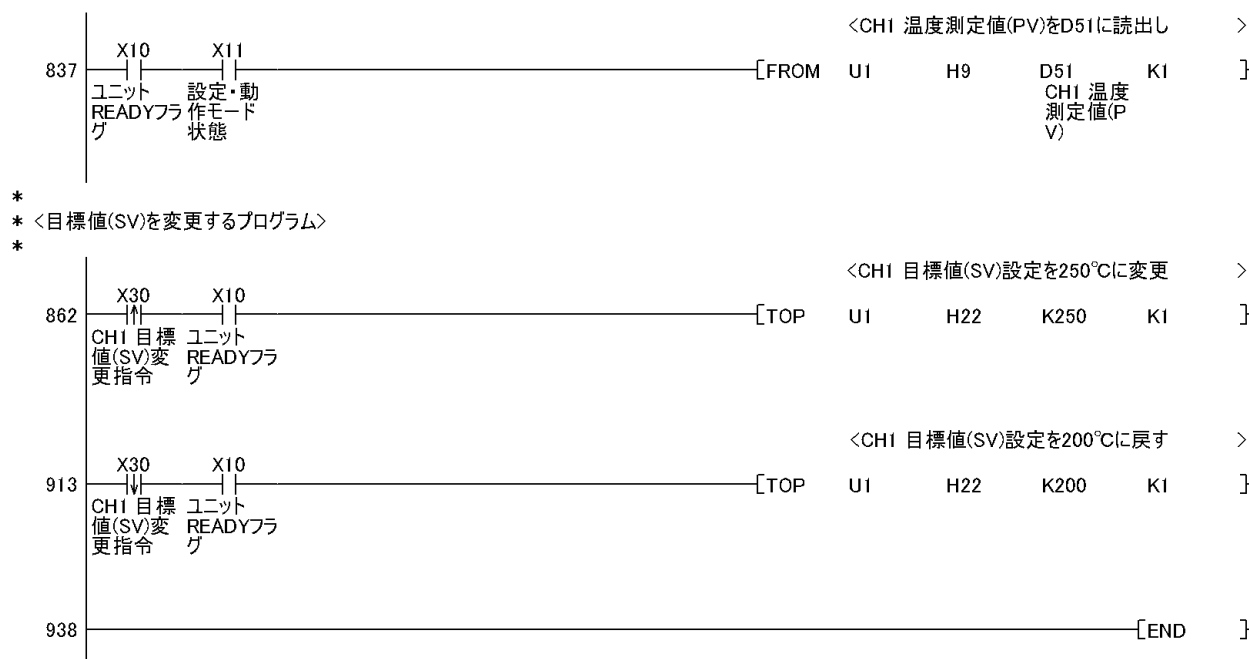 <CH1 温度測定値(PV)をD51に読出し >
X10 X11
837 [FROM U1 H9 D51 K1 ]
ユニット 設定・動 CH1 温度
READYフラ 作モード 測定値(P
グ 状態 V)
*
* <目標値(SV)を変更するプログラム>
*
<CH1 目標値(SV)設定を250℃に変更 >
X30 X10
862 [TOP U1 H22 K250 K1 ]
CH1 目標 ユニット
値(SV)変 READYフラ
更指令 グ
<CH1 目標値(SV)設定を200℃に戻す >
X30 X10
913 [TOP U1 H22 K200 K1 ]
CH1 目標 ユニット
値(SV)変 READYフラ
更指令 グ
938 [END ]